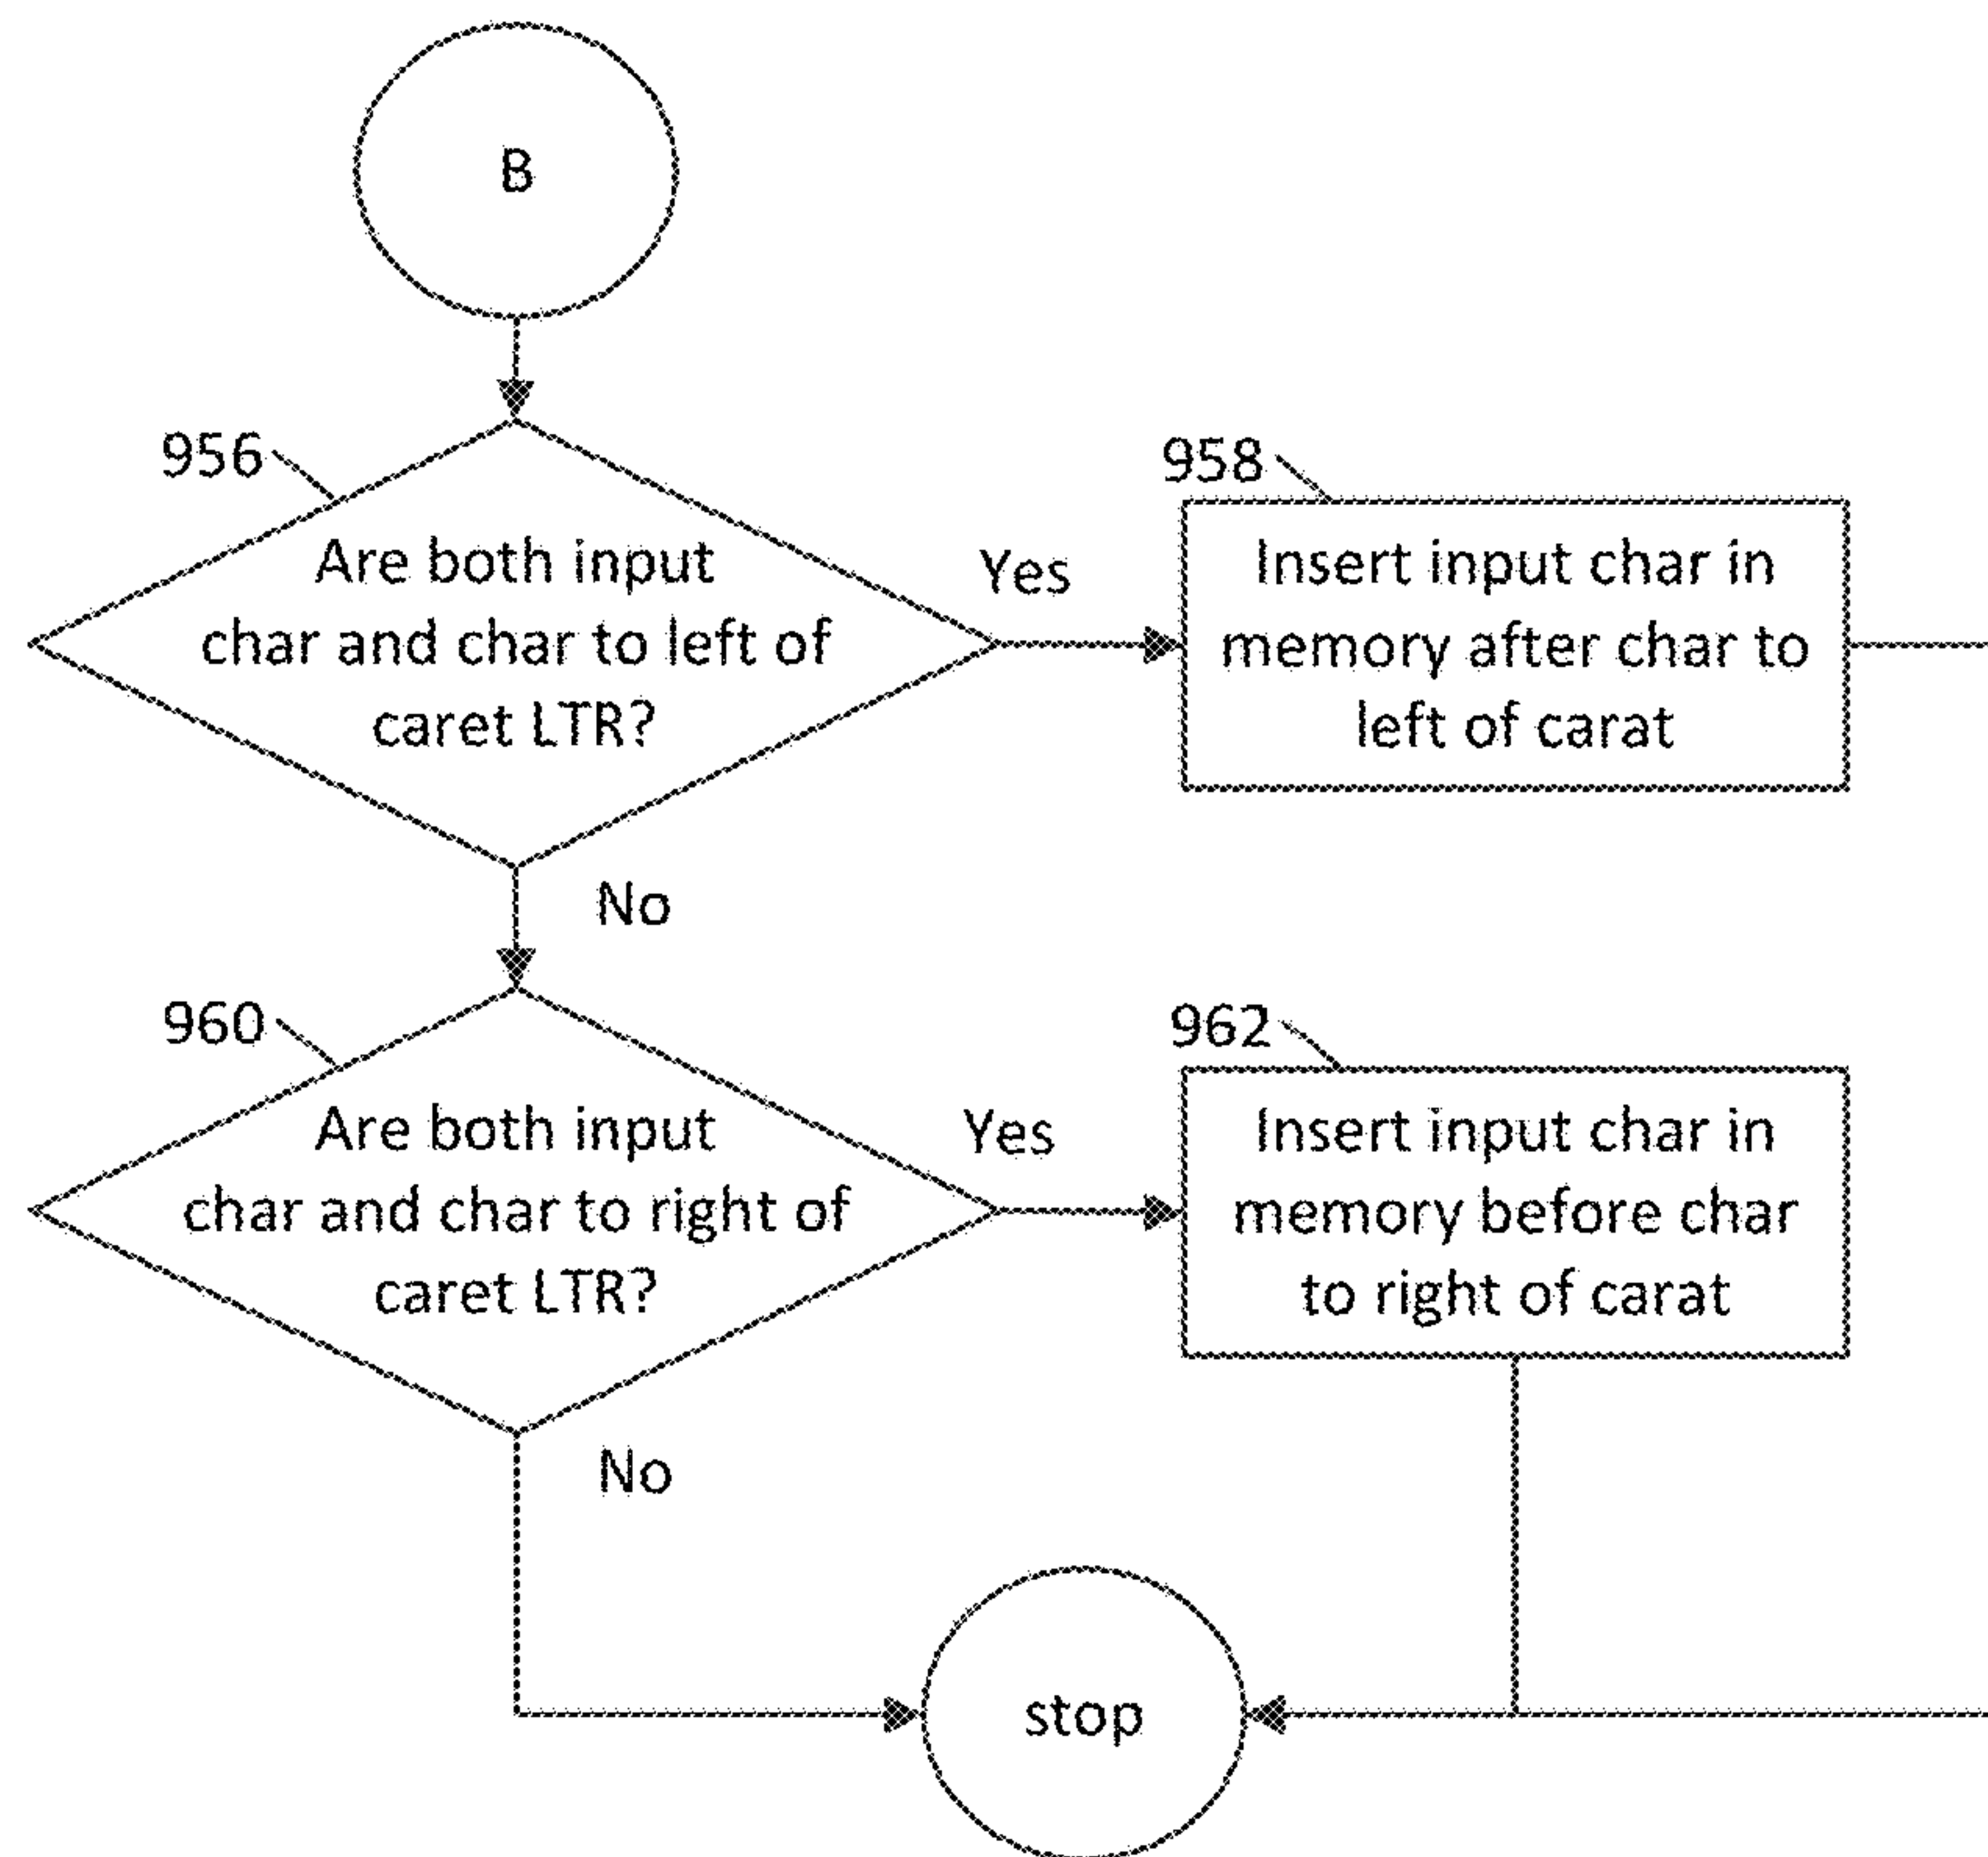 B
956
Are both input
char and char to left of
caret LTR?
Yes
958
Insert input char in
memory after char to
left of carat
No
960
Are both input
char and char to right of
caret LTR?
Yes
962
Insert input char in
memory before char
to right of carat
No
stop